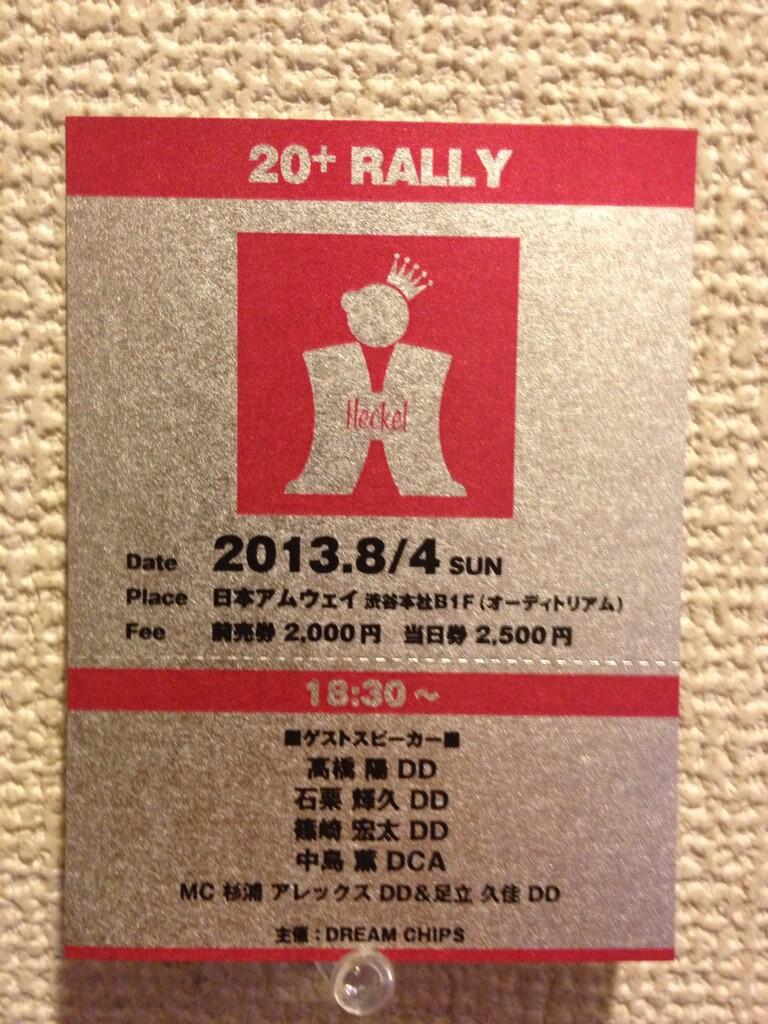 20+ RALLY
Heckel
Date 2013.8/4 SUN
Place 日本アムウェイ 渋谷本社B1F(オーディトリアム)
Fee 前売券 2,000円 当日券 2,500円
18:30~
■ゲストスピーカー■
高橋 陽 DD
石栗 輝久 DD
篠崎 宏太 DD
中島 薫 DCA
MC 杉浦 アレックス DD&足立 久佳 DD
主催:DREAM CHIPS